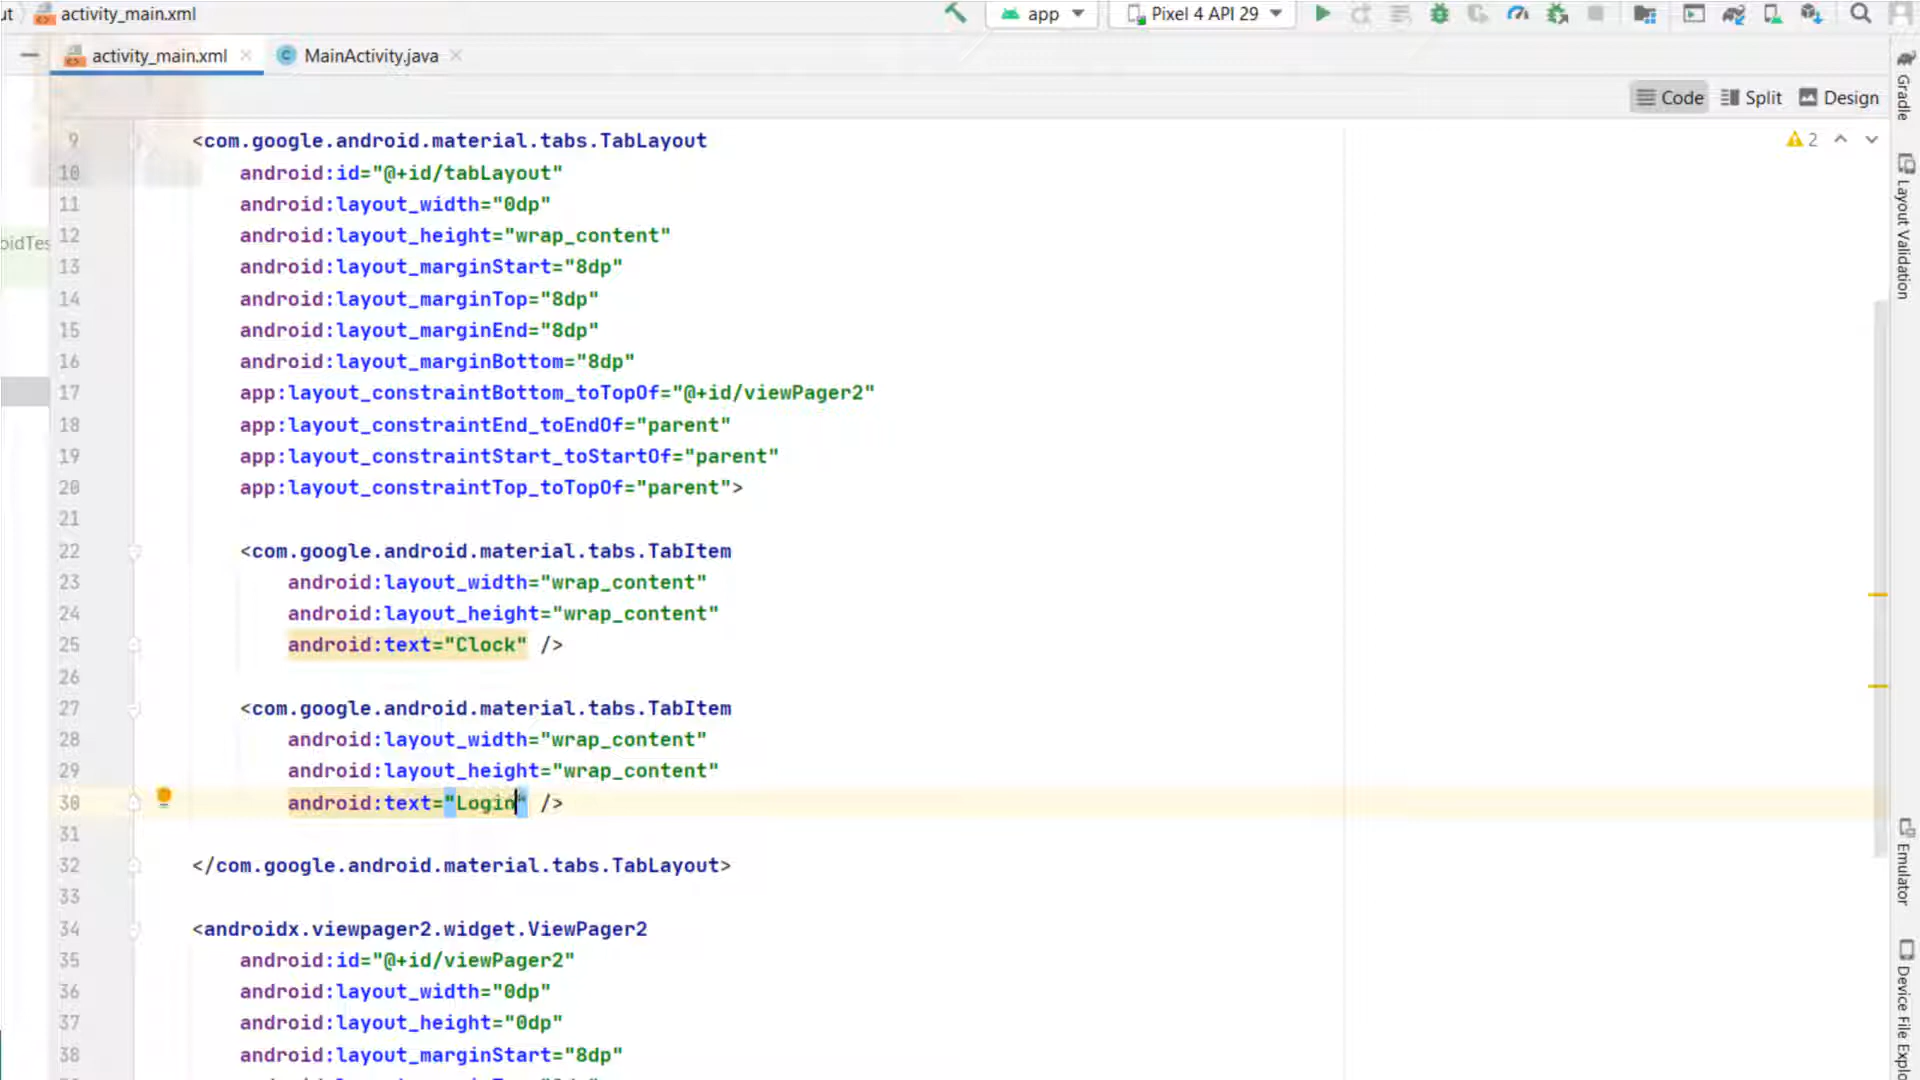 ut activity_main.xml app Pixel 4 API 29
activity_main.xml MainActivity.java
Code Split Design
9 <com.google.android.material.tabs.TabLayout 2
10 android:id="@+id/tabLayout"
11 android:layout_width="0dp"
12 android:layout_height="wrap_content"
oidTes
13 android:layout_marginStart="8dp"
14 android:layout_marginTop="8dp"
15 android:layout_marginEnd="8dp"
16 android:layout_marginBottom="8dp"
17 app:layout_constraintBottom_toTopOf="@+id/viewPager2"
18 app:layout_constraintEnd_toEndOf="parent"
19 app:layout_constraintStart_toStartOf="parent"
20 app:layout_constraintTop_toTopOf="parent">
21
22 <com.google.android.material.tabs.TabItem
23 android:layout_width="wrap_content"
24 android:layout_height="wrap_content"
25 android:text="Clock" />
26
27 <com.google.android.material.tabs.TabItem
28 android:layout_width="wrap_content"
29 android:layout_height="wrap_content"
30 android:text="Login" />
31
32 </com.google.android.material.tabs.TabLayout>
33
34 <androidx.viewpager2.widget.ViewPager2
35 android:id="@+id/viewPager2"
36 android:layout_width="0dp"
37 android:layout_height="0dp"
38 android:layout_marginStart="8dp"
Gradle
Layout Validation
Emulator
Device File Explo